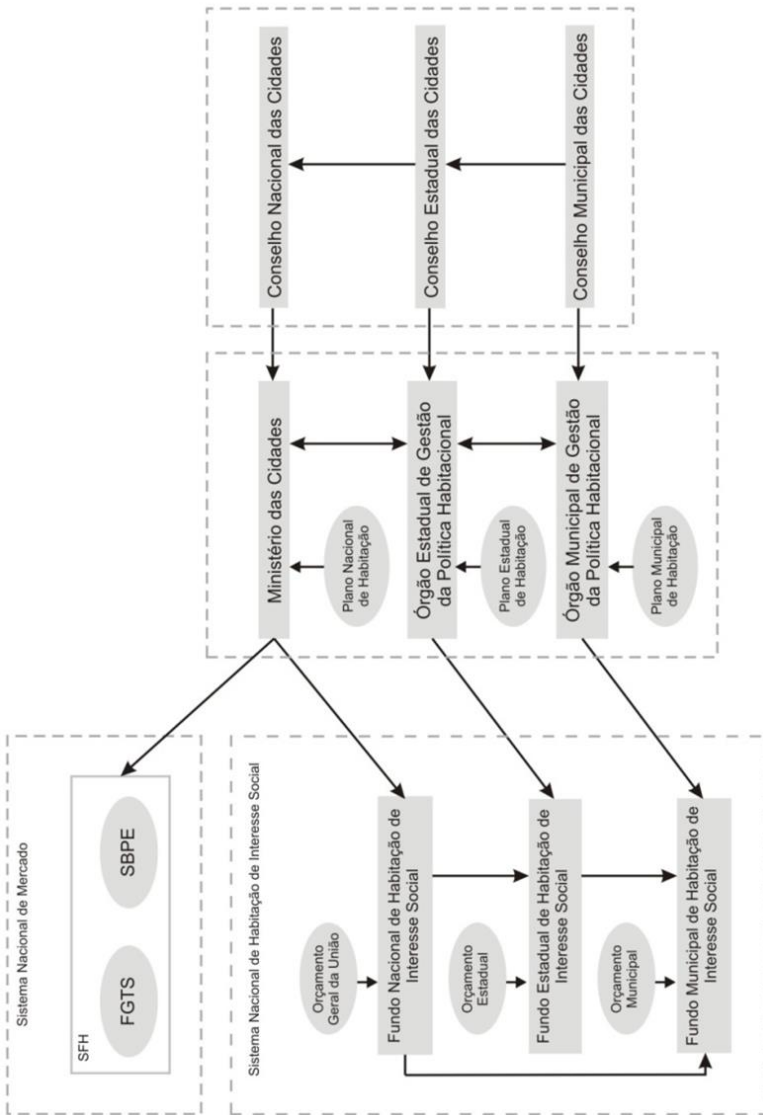 Sistema Nacional de Mercado
SFH
FGTS
SBPE
Sistema Nacional de Habitação de Interesse Social
Orçamento
Geral da União
Fundo Nacional de Habitação de
Interesse Social
Orçamento
Estadual
Fundo Estadual de Habitação de
Interesse Social
Orçamento
Municipal
Fundo Municipal de Habitação de
Interesse Social
Ministério das Cidades
Plano Nacional
de Habitação
Órgão Estadual de Gestão
da Política Habitacional
Plano Estadual
de Habitação
Órgão Municipal de Gestão
da Política Habitacional
Plano Municipal
de Habitação
Conselho Nacional das Cidades
Conselho Estadual das Cidades
Conselho Municipal das Cidades